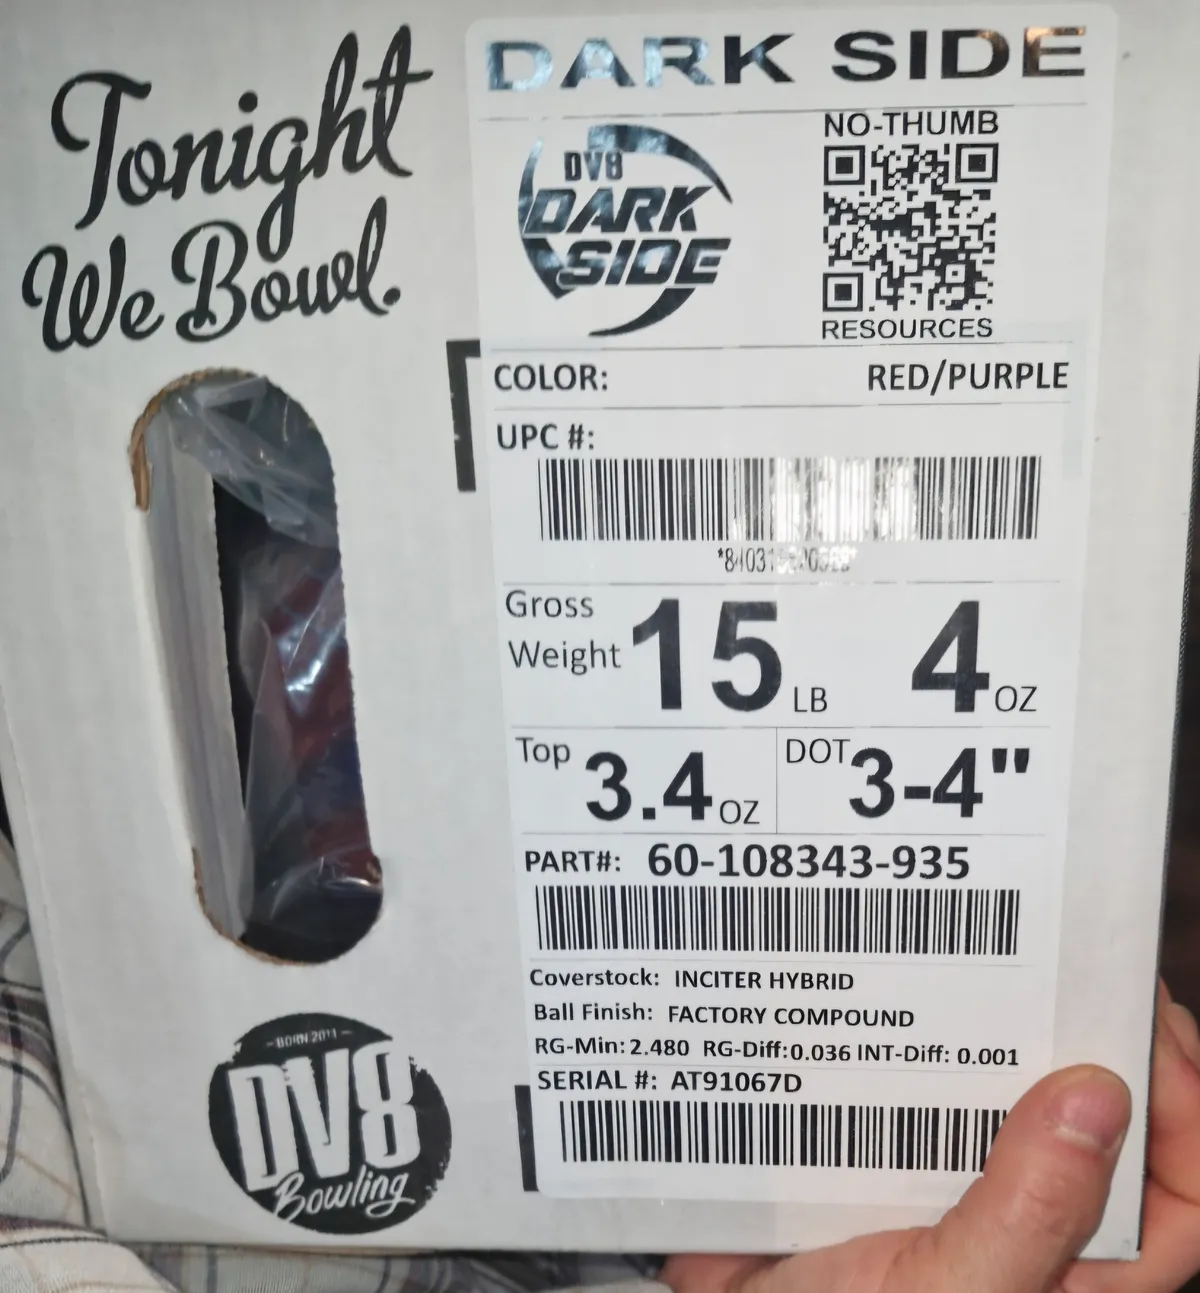 Tonight
We Bowl.
DARK SIDE
DV8
DARK
SIDE
NO-THUMB
RESOURCES
COLOR: RED/PURPLE
UPC #:
Gross
Weight 15 LB 4 OZ
Top 3.4 OZ DOT 3-4"
PART#: 60-108343-935
Coverstock: INCITER HYBRID
Ball Finish: FACTORY COMPOUND
RG-Min: 2.480 RG-Diff: 0.036 INT-Diff: 0.001
SERIAL #: AT91067D
- BORN 2011 -
DV8
Bowling